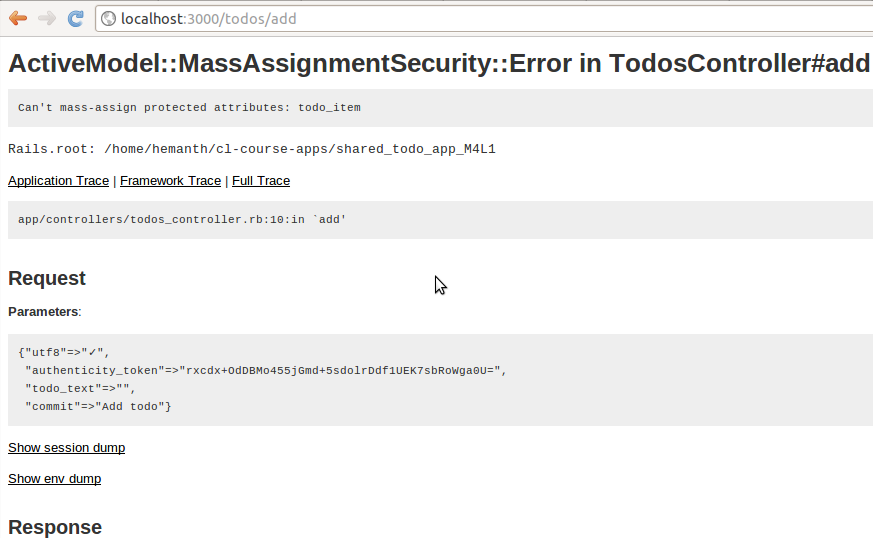 localhost:3000/todos/add
ActiveModel::MassAssignmentSecurity::Error in TodosController#add
Can't mass-assign protected attributes: todo_item
Rails.root: /home/hemanth/cl-course-apps/shared_todo_app_M4L1
Application Trace | Framework Trace | Full Trace
app/controllers/todos_controller.rb:10:in `add'
Request
Parameters:
{"utf8"=>"✓",
"authenticity_token"=>"rxcdx+OdDBMo455jGmd+5sdolrDdf1UEK7sbRoWga0U=",
"todo_text"=>"",
"commit"=>"Add todo"}
Show session dump
Show env dump
Response